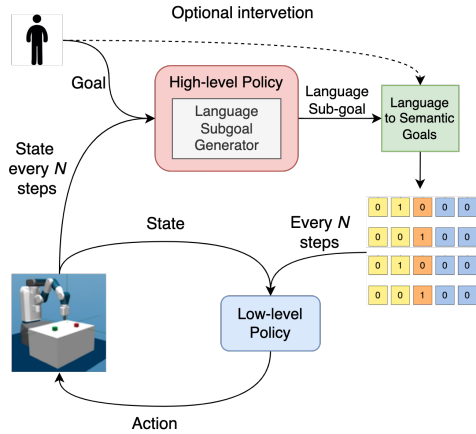 Optional intervetion
Goal
High-level Policy
Language
Subgoal
Generator
Language
Sub-goal
Language
to Semantic
Goals
State
every N
steps
State
Every N
steps
0 1 0 0 0
0 0 1 0 0
0 1 0 0 0
0 0 1 0 0
Low-level
Policy
Action